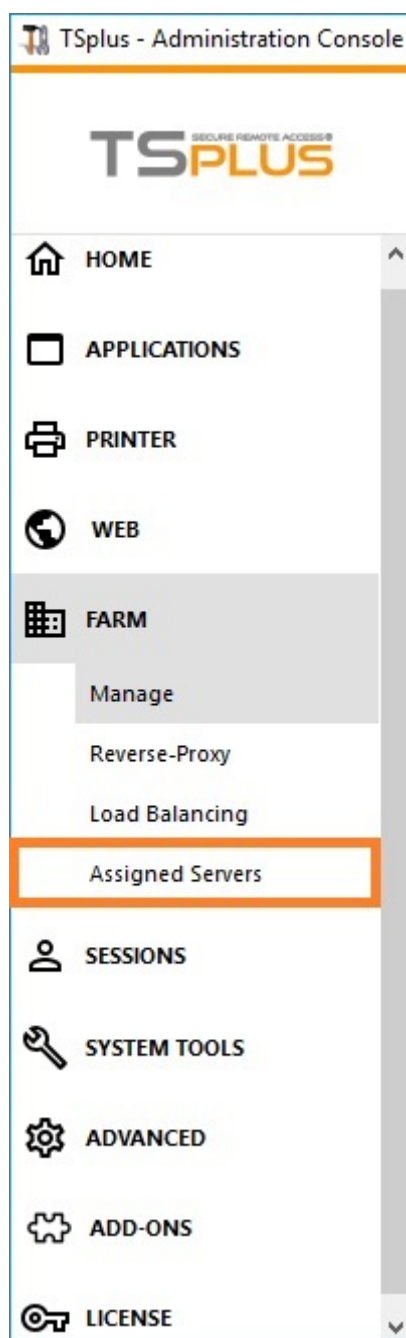 TSplus - Administration Console
SECURE REMOTE ACCESS®
TSPLUS
HOME
APPLICATIONS
PRINTER
WEB
FARM
Manage
Reverse-Proxy
Load Balancing
Assigned Servers
SESSIONS
SYSTEM TOOLS
ADVANCED
ADD-ONS
LICENSE